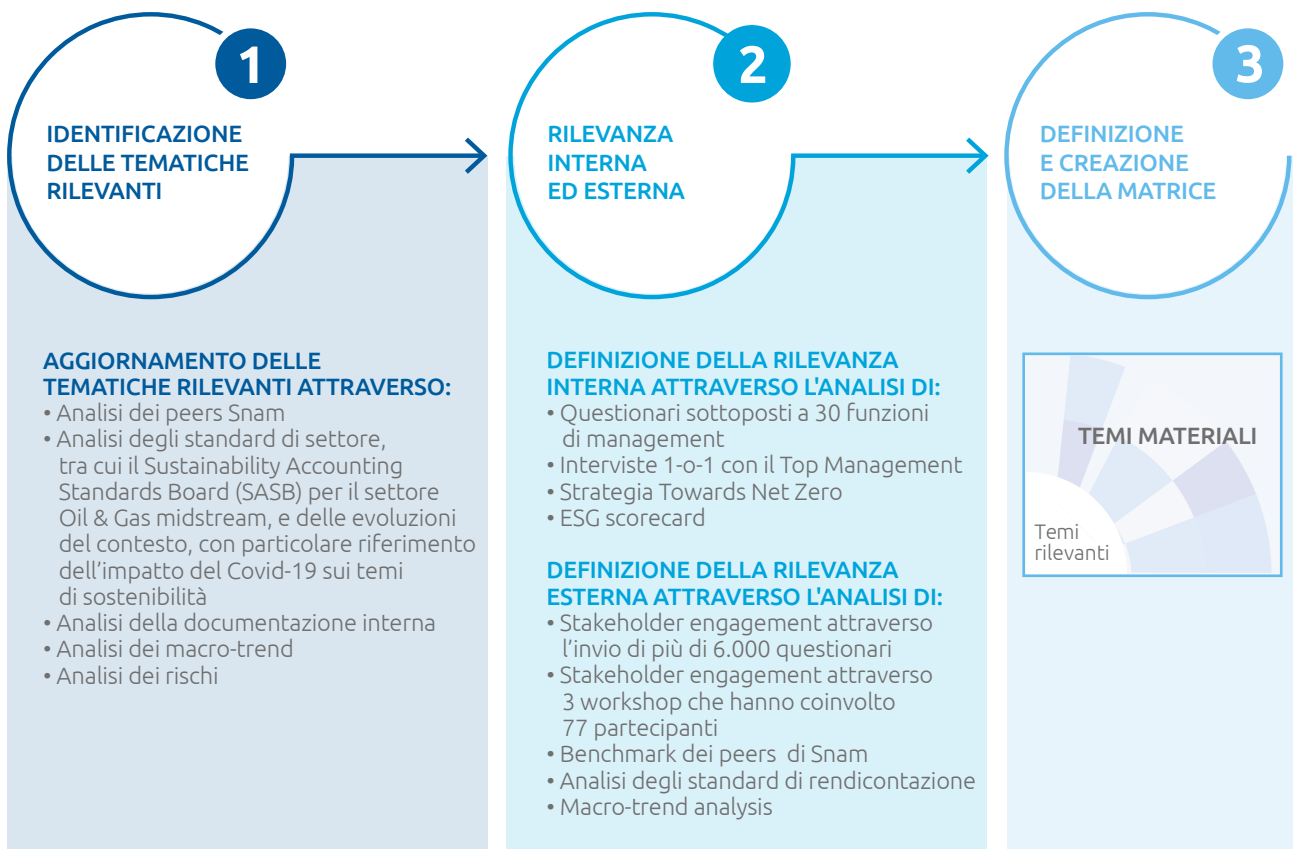 1
IDENTIFICAZIONE
DELLE TEMATICHE
RILEVANTI
AGGIORNAMENTO DELLE
TEMATICHE RILEVANTI ATTRAVERSO:
• Analisi dei peers Snam
• Analisi degli standard di settore,
tra cui il Sustainability Accounting
Standards Board (SASB) per il settore
Oil & Gas midstream, e delle evoluzioni
del contesto, con particolare riferimento
dell'impatto del Covid-19 sui temi
di sostenibilità
• Analisi della documentazione interna
• Analisi dei macro-trend
• Analisi dei rischi
2
RILEVANZA
INTERNA
ED ESTERNA
DEFINIZIONE DELLA RILEVANZA
INTERNA ATTRAVERSO L'ANALISI DI:
• Questionari sottoposti a 30 funzioni
di management
• Interviste 1-o-1 con il Top Management
• Strategia Towards Net Zero
• ESG scorecard
DEFINIZIONE DELLA RILEVANZA
ESTERNA ATTRAVERSO L'ANALISI DI:
• Stakeholder engagement attraverso
l'invio di più di 6.000 questionari
• Stakeholder engagement attraverso
3 workshop che hanno coinvolto
77 partecipanti
• Benchmark dei peers di Snam
• Analisi degli standard di rendicontazione
• Macro-trend analysis
3
DEFINIZIONE
E CREAZIONE
DELLA MATRICE
TEMI MATERIALI
Temi
rilevanti